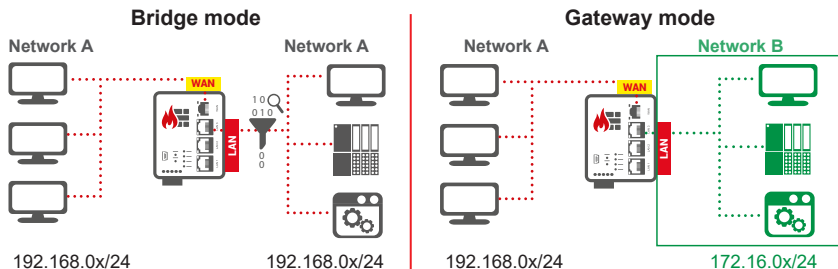 Bridge mode
Network A
Network A
WAN
LAN
1 0
0 1 0
0
0
192.168.0x/24
192.168.0x/24
Gateway mode
Network A
Network B
WAN
LAN
192.168.0x/24
172.16.0x/24